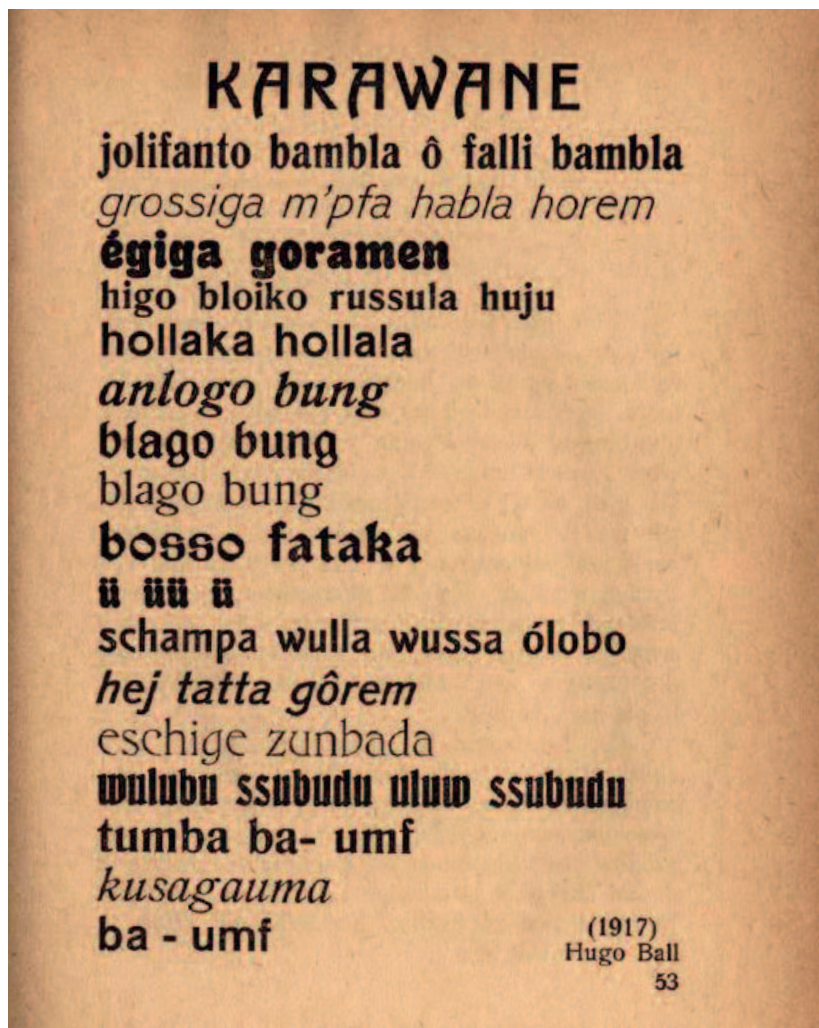 KARAWANE
jolifanto bambla ô falli bambla
grossiga m'pfa habla horem
égiga goramen
higo bloiko russula huju
hollaka hollala
anlogo bung
blago bung
blago bung
bosso fataka
ü üü ü
schampa wulla wussa ólobo
hej tatta gôrem
eschige zunbada
wulubu ssubudu uluw ssubudu
tumba ba- umf
kusagauma
ba - umf
(1917)
Hugo Ball
53